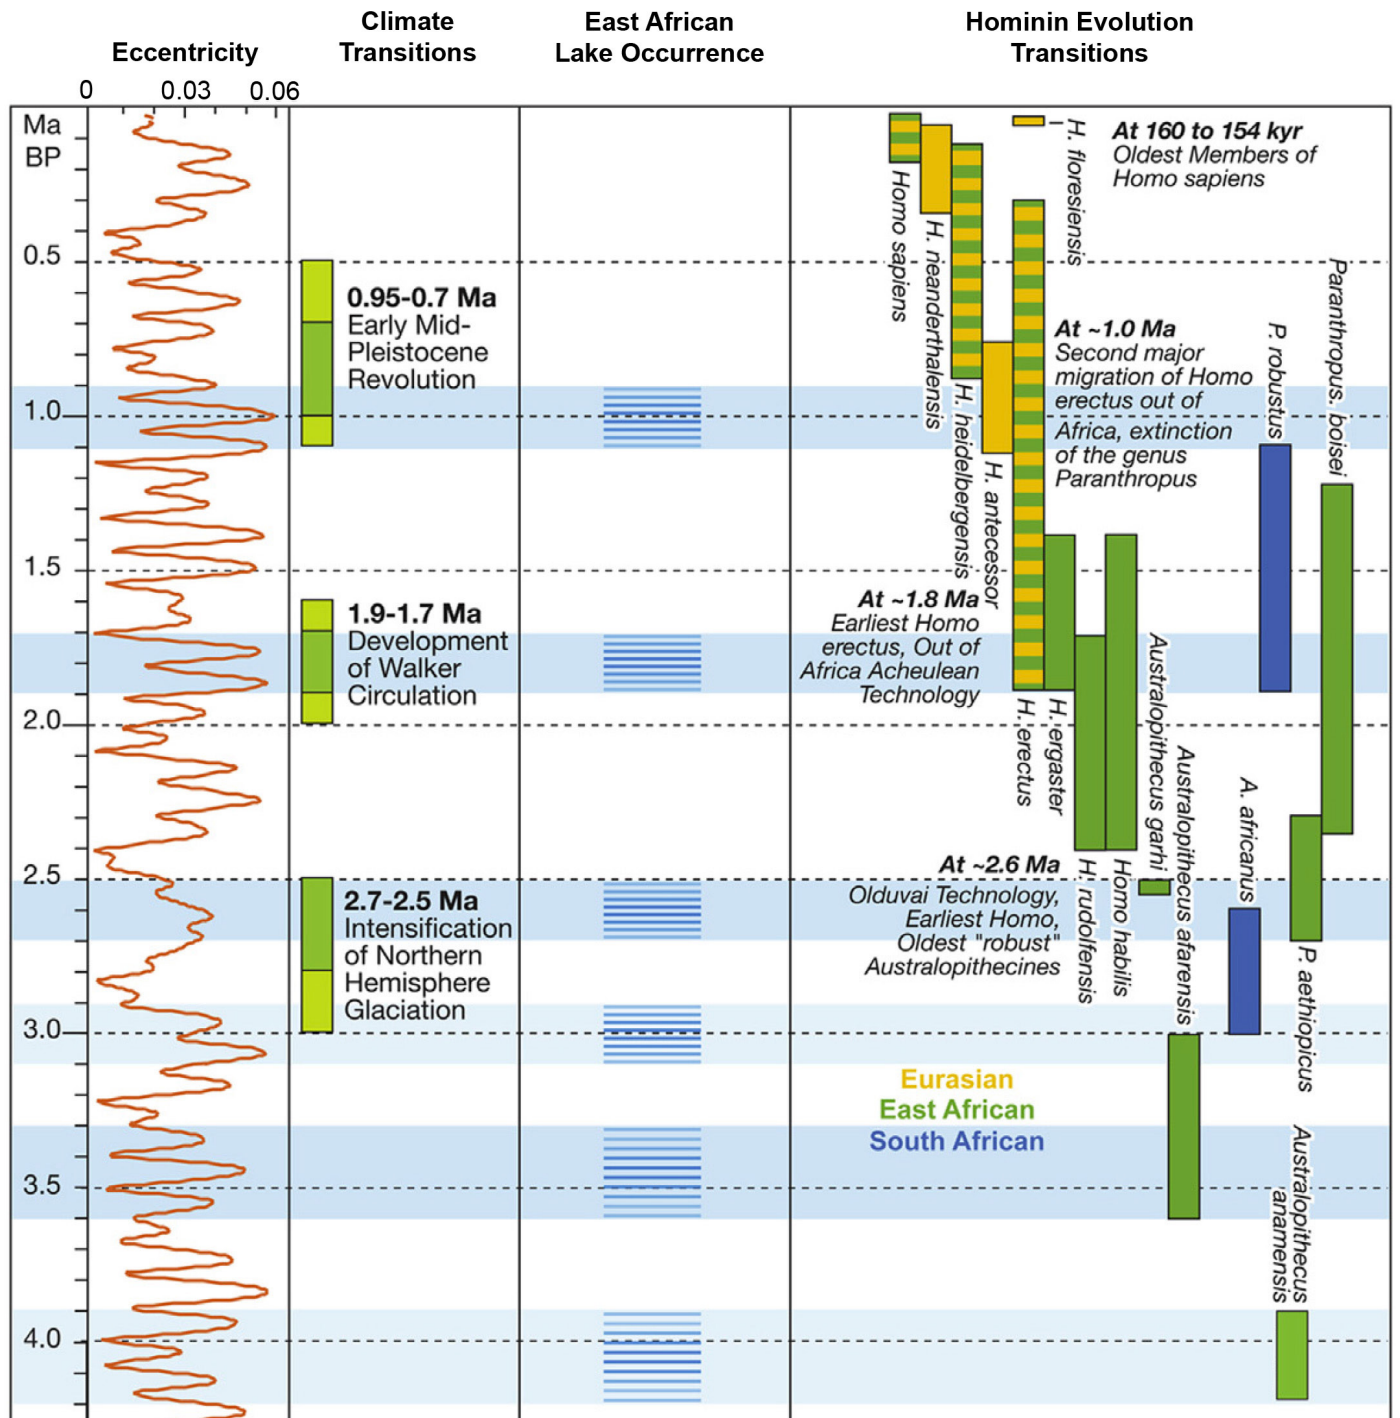 Eccentricity
Climate
Transitions
East African
Lake Occurrence
Hominin Evolution
Transitions
0
0.03
0.06
Ma
BP
0.5
1.0
1.5
2.0
2.5
3.0
3.5
4.0
0.95-0.7 Ma
Early Mid-
Pleistocene
Revolution
1.9-1.7 Ma
Development
of Walker
Circulation
2.7-2.5 Ma
Intensification
of Northern
Hemisphere
Glaciation
Homo sapiens
H. neanderthalensis
H. heidelbergensis
H. antecessor
H. floresiensis
At 160 to 154 kyr
Oldest Members of
Homo sapiens
At ~1.0 Ma
Second major
migration of Homo
erectus out of
Africa, extinction
of the genus
Paranthropus
P. robustus
Paranthropus. boisei
At ~1.8 Ma
Earliest Homo
erectus, Out of
Africa Acheulean
Technology
H. erectus
H. ergaster
H. rudolfensis
Homo habilis
Australopithecus garhi
Australopithecus afarensis
A. africanus
P. aethiopicus
At ~2.6 Ma
Olduvai Technology,
Earliest Homo,
Oldest "robust"
Australopithecines
Eurasian
East African
South African
Australopithecus
anamensis